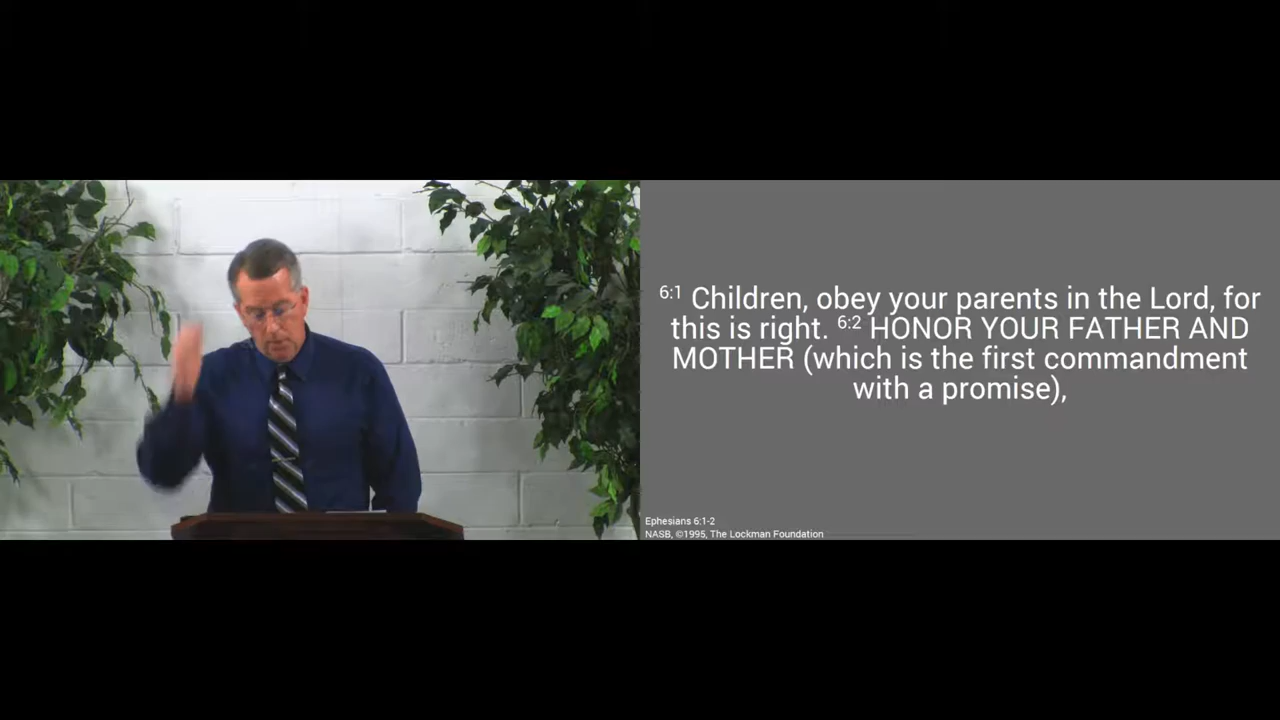 6:1 Children, obey your parents in the Lord, for
this is right. 6:2 HONOR YOUR FATHER AND
MOTHER (which is the first commandment
with a promise),
Ephesians 6:1-2
NASB, ©1995, The Lockman Foundation